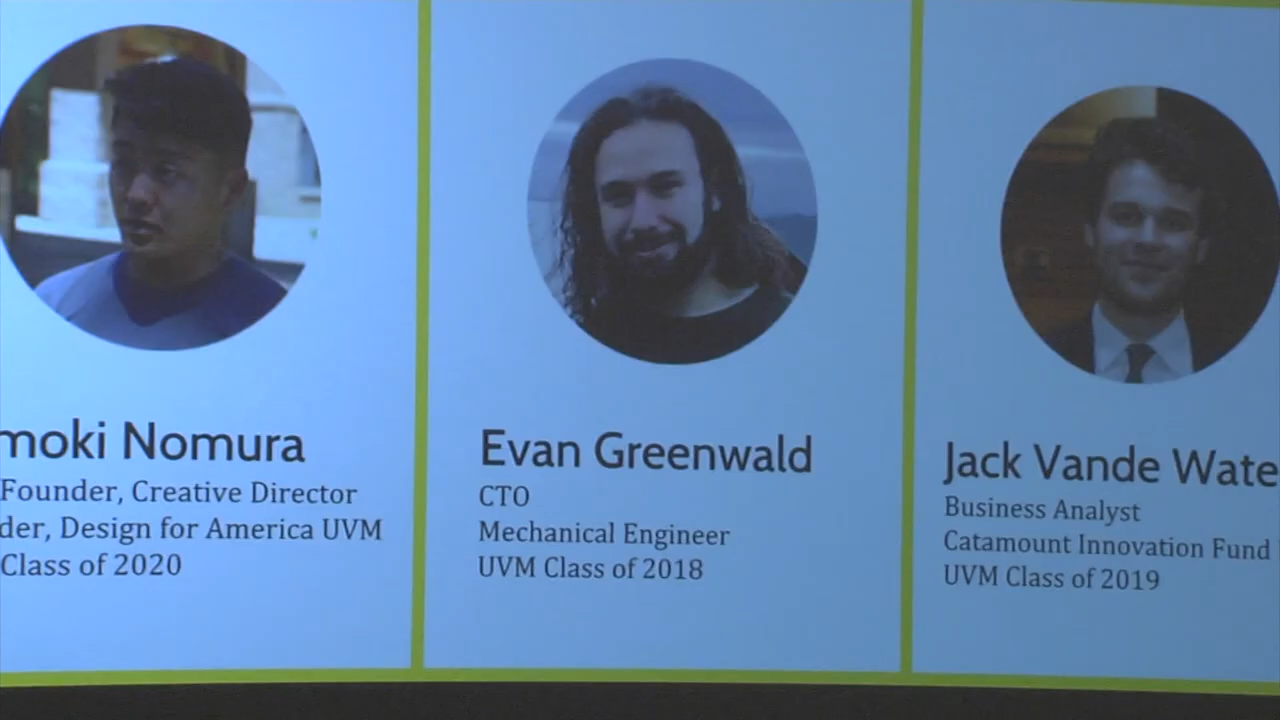 moki Nomura
Founder, Creative Director
der, Design for America UVM
Class of 2020
Evan Greenwald
CTO
Mechanical Engineer
UVM Class of 2018
Jack Vande Wate
Business Analyst
Catamount Innovation Fund
UVM Class of 2019